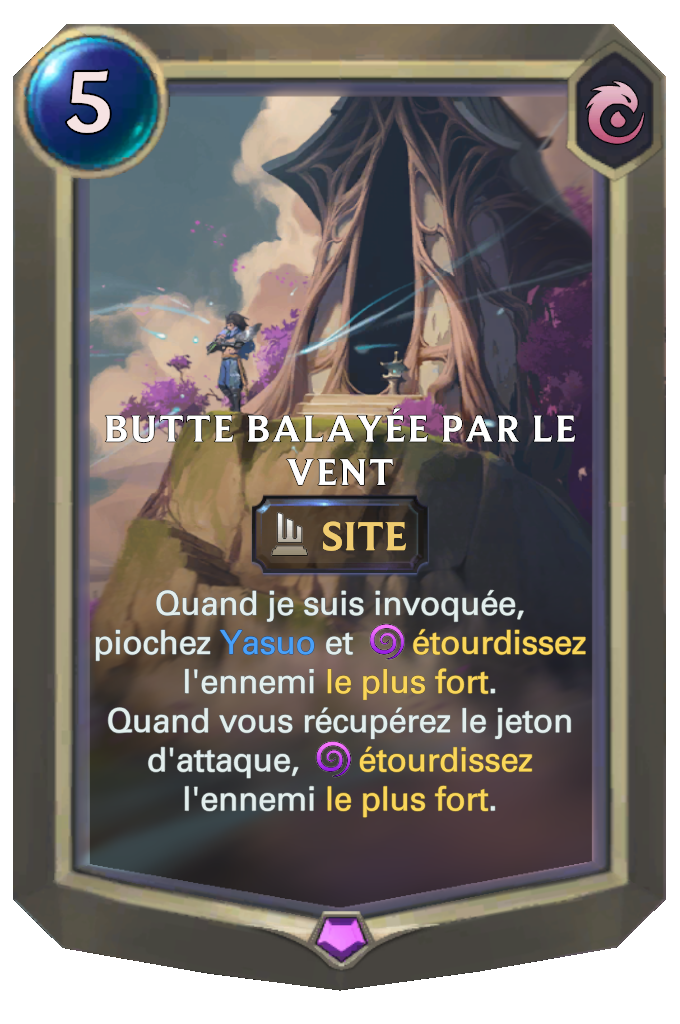 5
BUTTE BALAYÉE PAR LE
VENT
SITE
Quand je suis invoquée,
piochez Yasuo et étourdissez
l'ennemi le plus fort.
Quand vous récupérez le jeton
d'attaque, étourdissez
l'ennemi le plus fort.